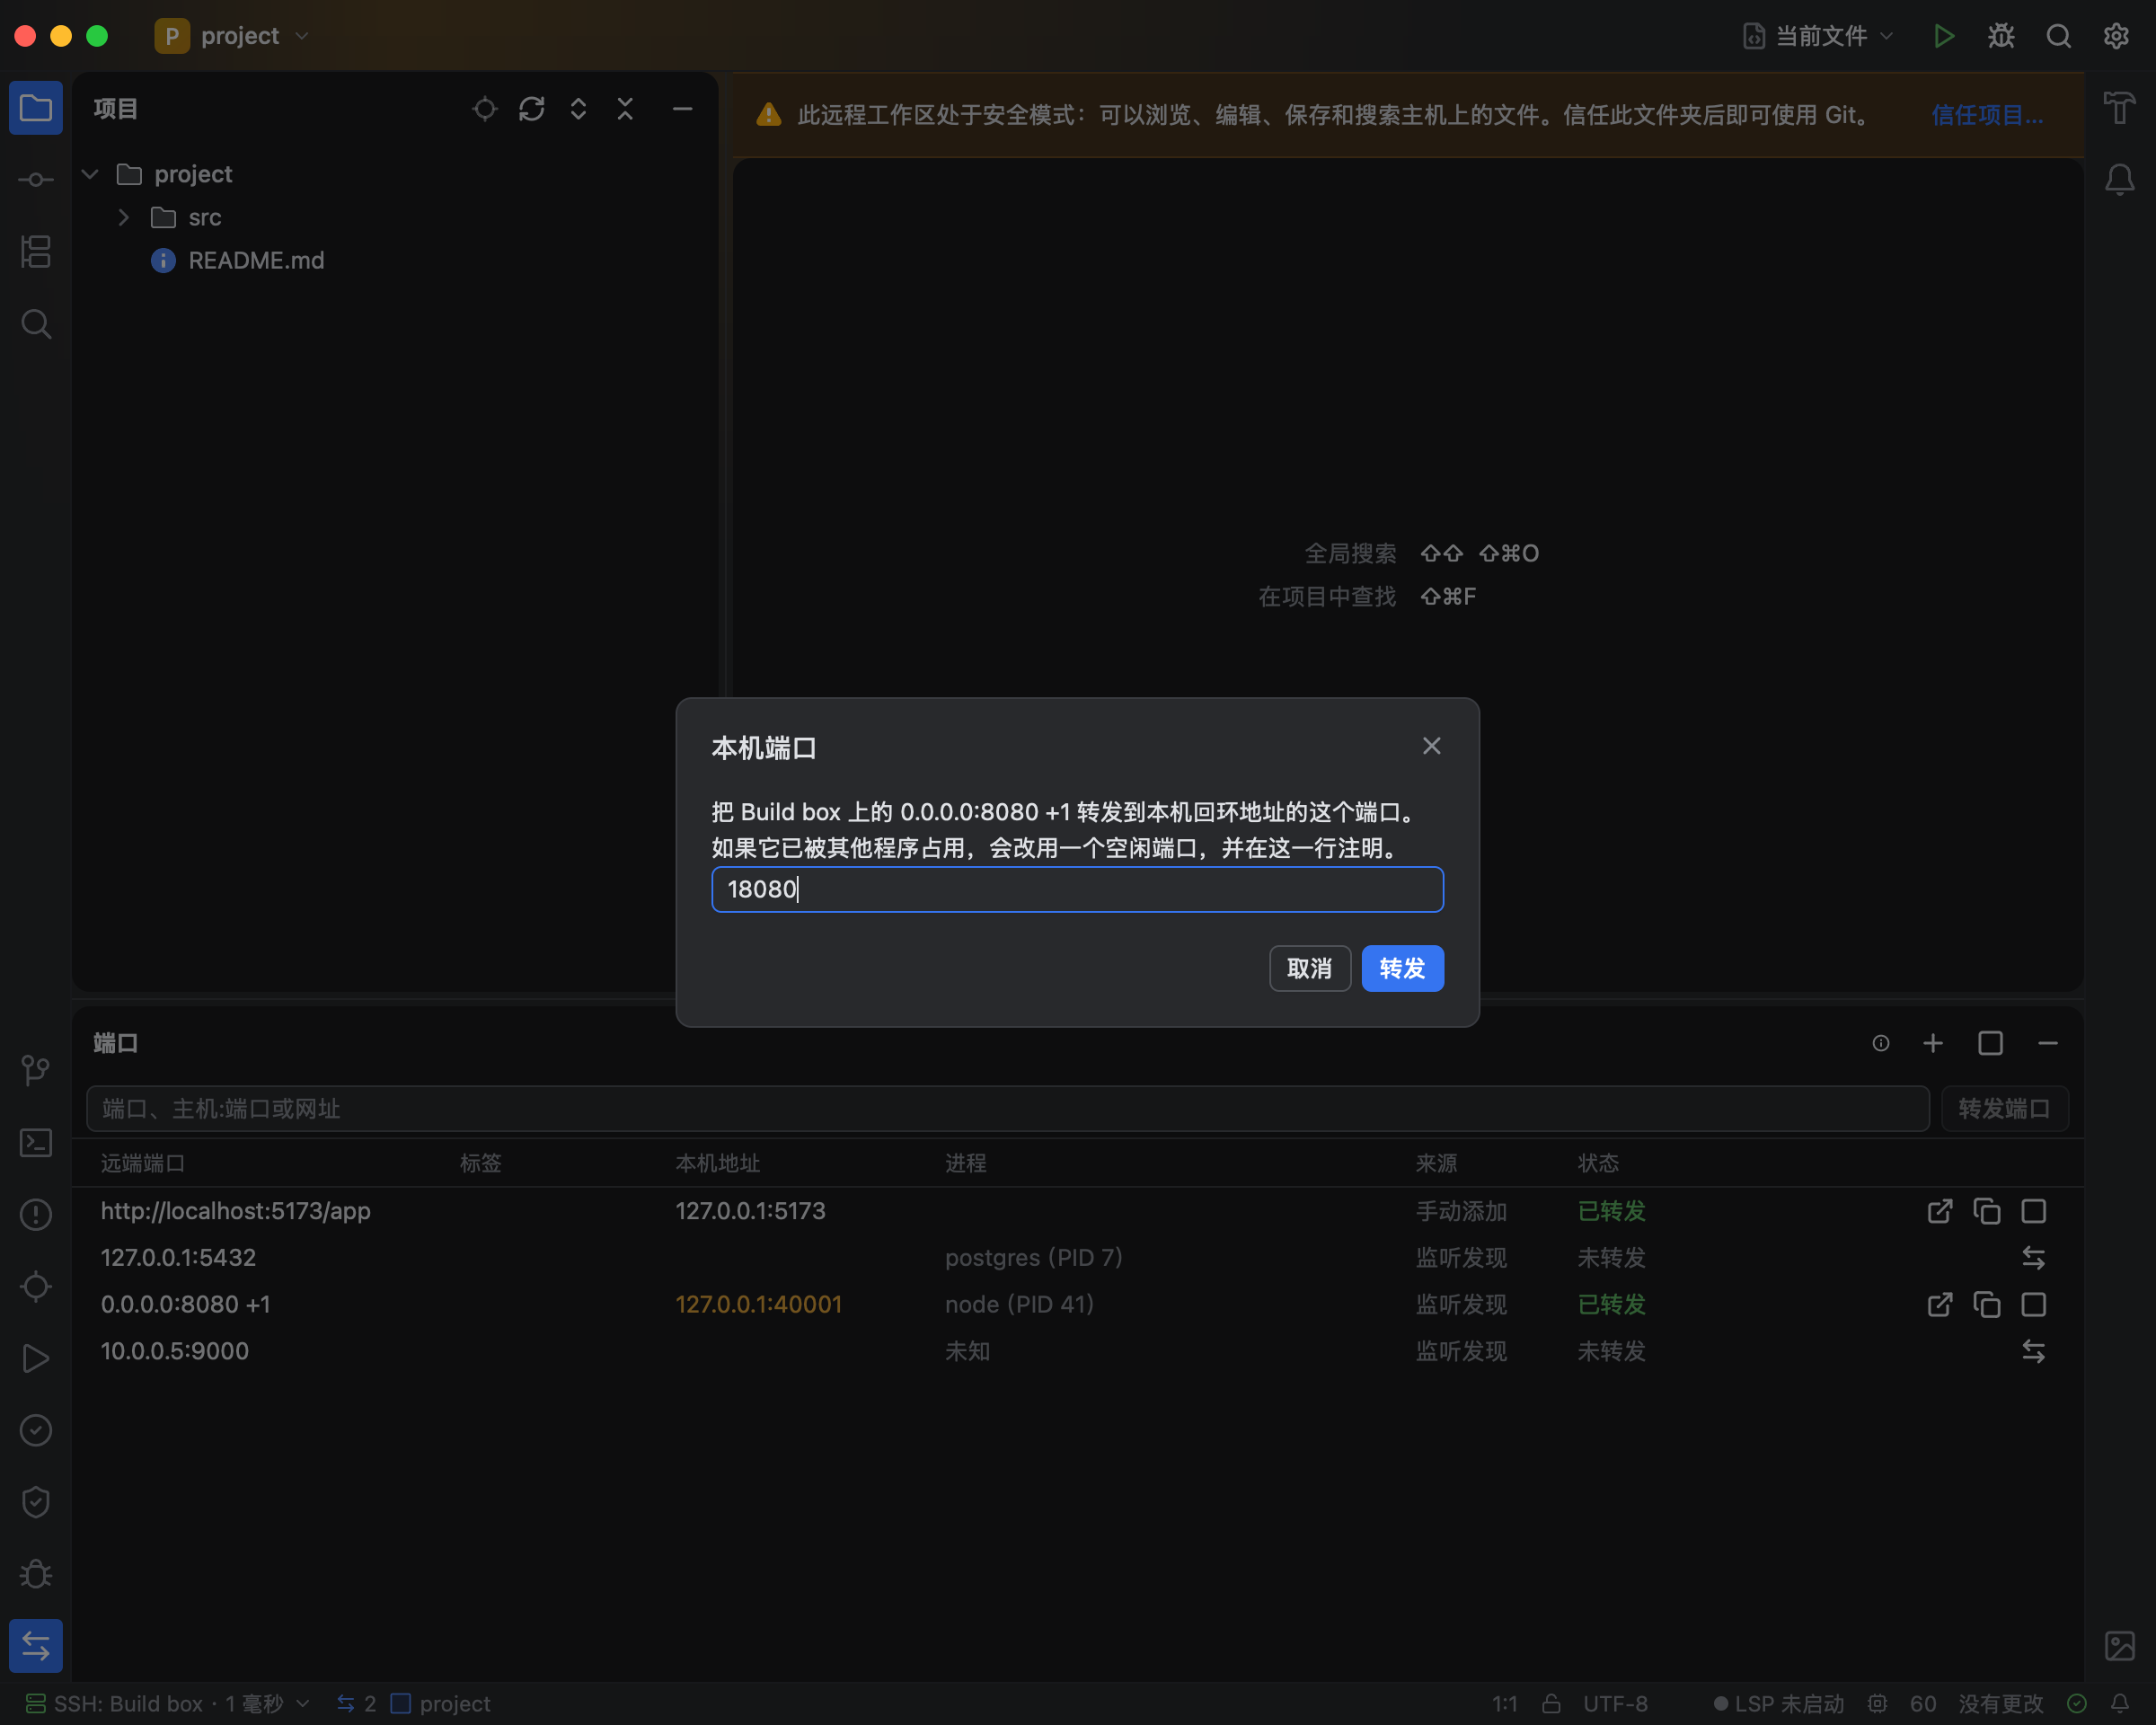 P project
当前文件
项目
此远程工作区处于安全模式：可以浏览、编辑、保存和搜索主机上的文件。信任此文件夹后即可使用 Git。 信任项目...
project
src
README.md
全局搜索 ⇧⇧ ⇧⌘O
在项目中查找 ⇧⌘F
本机端口
把 Build box 上的 0.0.0.0:8080 +1 转发到本机回环地址的这个端口。
如果它已被其他程序占用，会改用一个空闲端口，并在这一行注明。
18080
取消 转发
端口
端口、主机:端口或网址 转发端口
远端端口 标签 本机地址 进程 来源 状态
http://localhost:5173/app 127.0.0.1:5173 手动添加 已转发
127.0.0.1:5432 postgres (PID 7) 监听发现 未转发
0.0.0.0:8080 +1 127.0.0.1:40001 node (PID 41) 监听发现 已转发
10.0.0.5:9000 未知 监听发现 未转发
SSH: Build box · 1 毫秒 2 project 1:1 UTF-8 LSP 未启动 60 没有更改